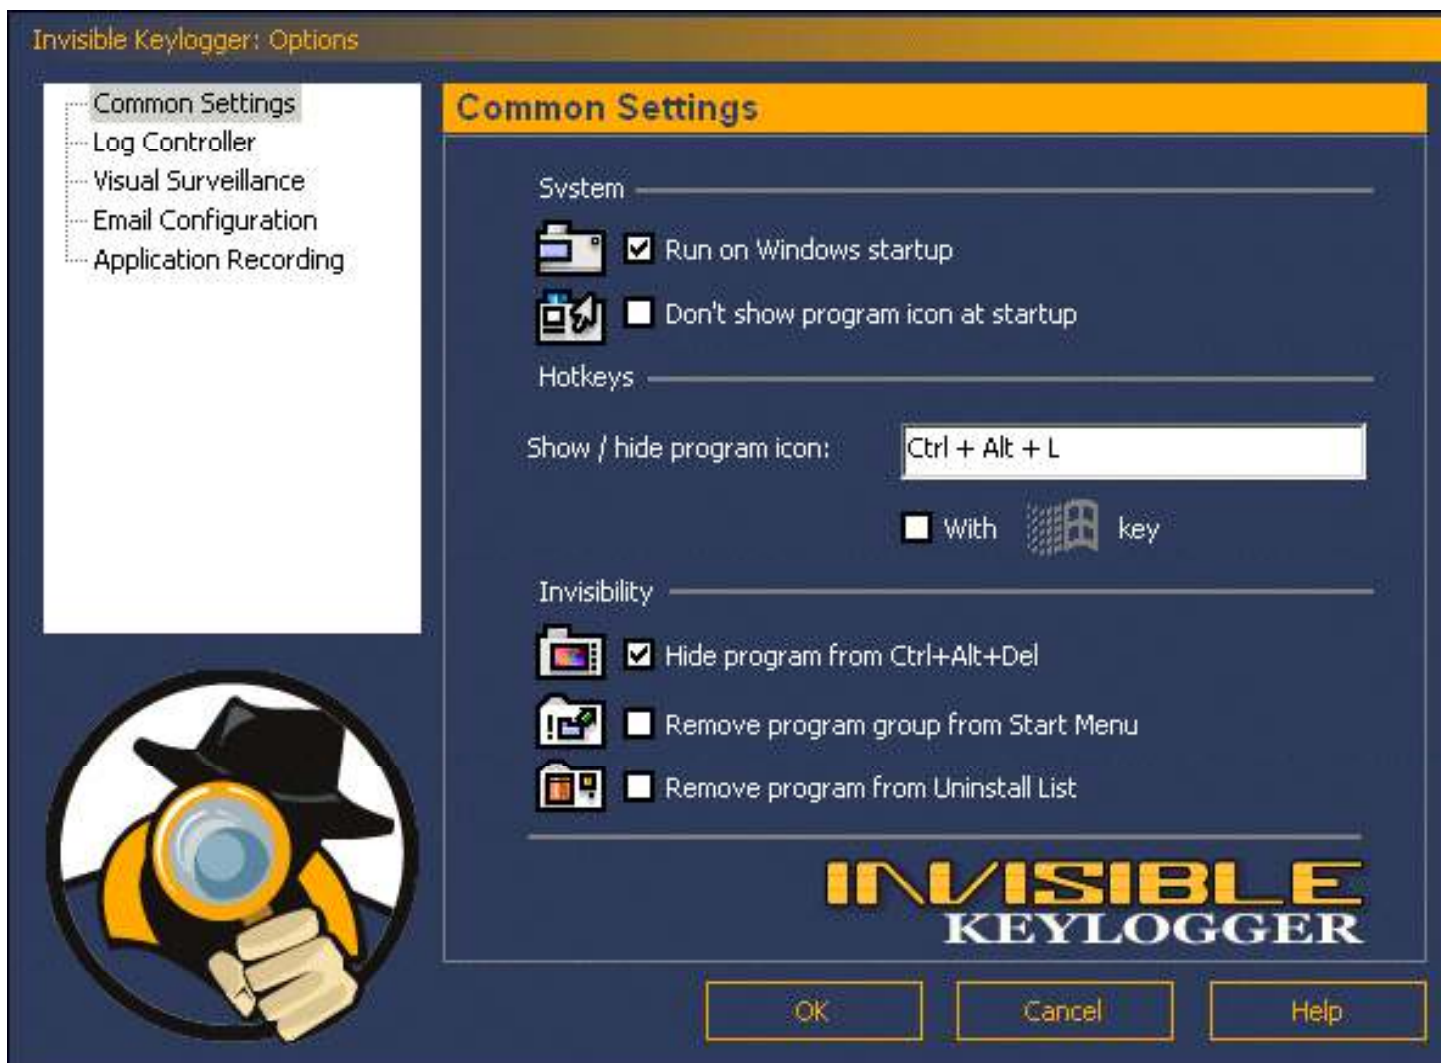 Invisible Keylogger: Options
Common Settings
Log Controller
Visual Surveillance
Email Configuration
Application Recording
Common Settings
System
Run on Windows startup
Don't show program icon at startup
Hotkeys
Show / hide program icon:
Ctrl + Alt + L
With key
Invisibility
Hide program from Ctrl+Alt+Del
Remove program group from Start Menu
Remove program from Uninstall List
INVISIBLE
KEYLOGGER
OK Cancel Help